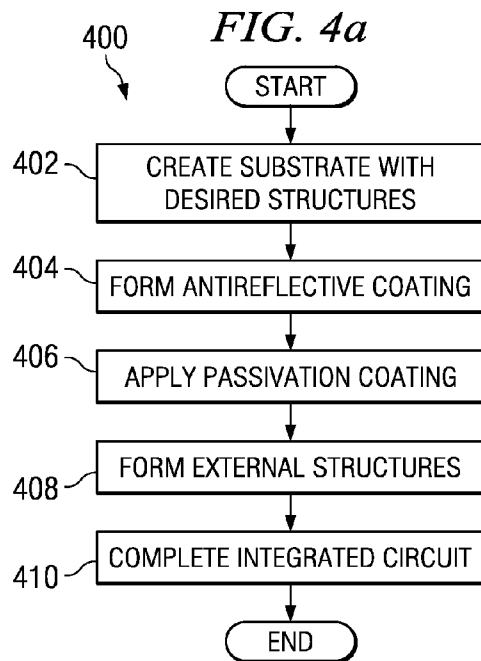 FIG. 4a
400
START
402
CREATE SUBSTRATE WITH
DESIRED STRUCTURES
404
FORM ANTIREFLECTIVE COATING
406
APPLY PASSIVATION COATING
408
FORM EXTERNAL STRUCTURES
410
COMPLETE INTEGRATED CIRCUIT
END